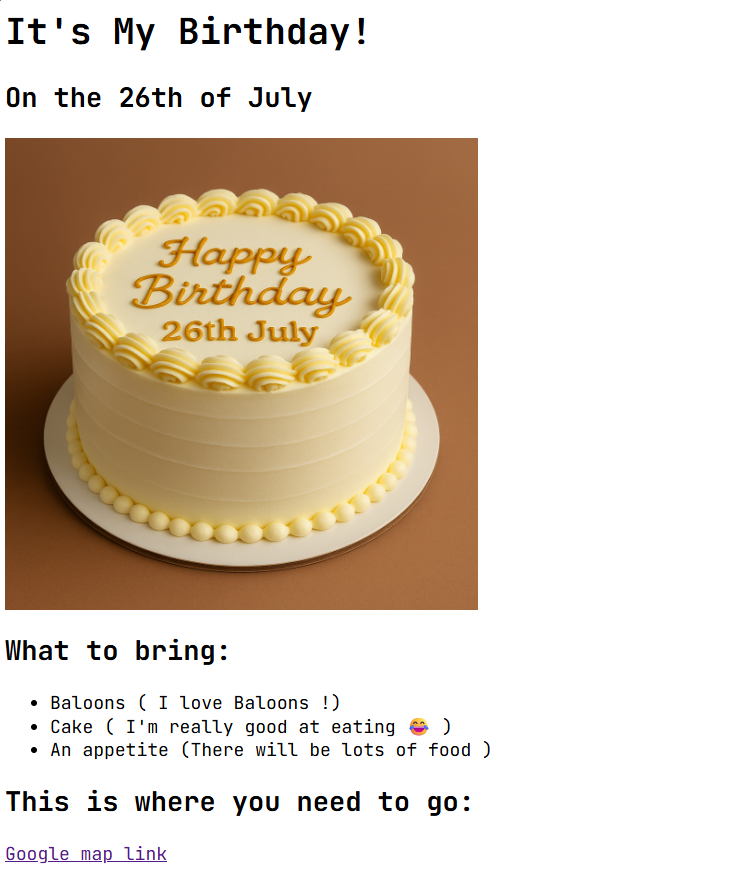 It's My Birthday!
On the 26th of July
Happy
Birthday
26th July
What to bring:
• Baloons ( I love Baloons !)
• Cake ( I'm really good at eating 😂 )
• An appetite (There will be lots of food )
This is where you need to go:
Google map link